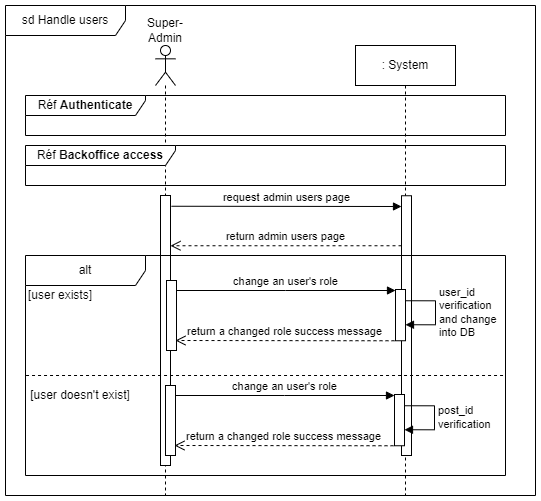 sd Handle users
Super-
Admin
: System
Réf Authenticate
Réf Backoffice access
request admin users page
return admin users page
alt
[user exists]
change an user's role
user_id
verification
and change
into DB
return a changed role success message
[user doesn't exist]
change an user's role
post_id
verification
return a changed role success message